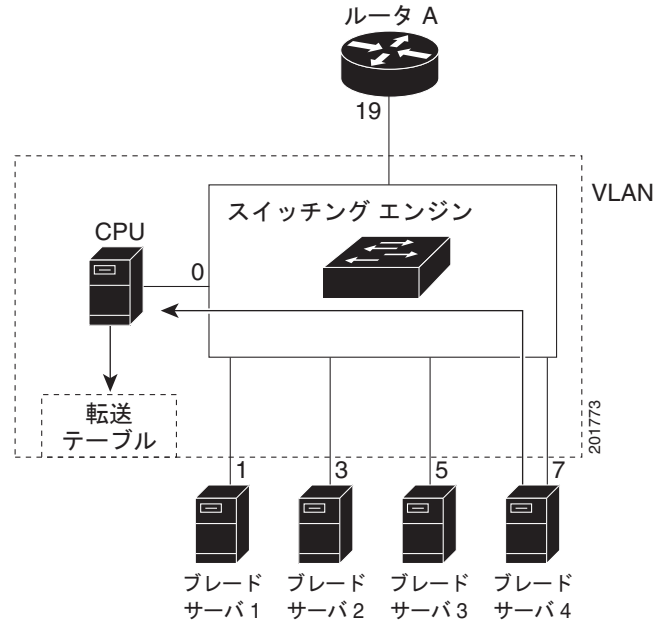 ルータ A
19
VLAN
スイッチング エンジン
CPU
0
転送
テーブル
201773
1
3
5
7
ブレード
サーバ 1
ブレード
サーバ 2
ブレード
サーバ 3
ブレード
サーバ 4